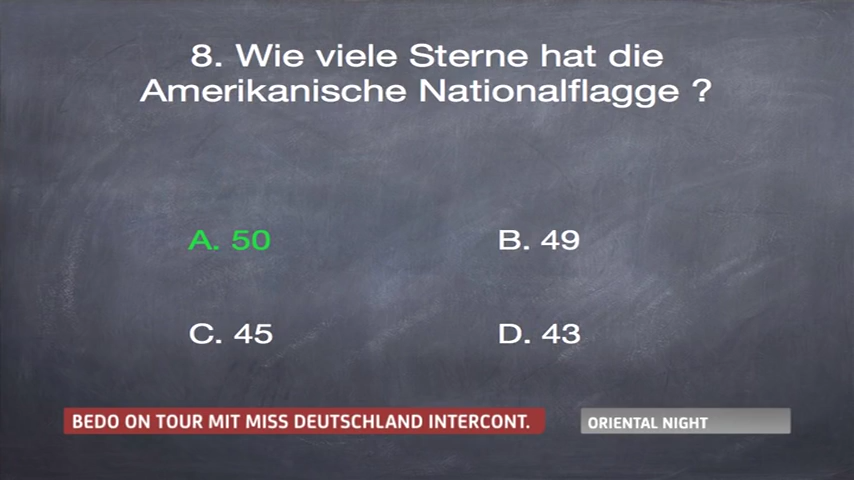 8. Wie viele Sterne hat die
Amerikanische Nationalflagge ?
A. 50
B. 49
C. 45
D. 43
BEDO ON TOUR MIT MISS DEUTSCHLAND INTERCONT.
ORIENTAL NIGHT